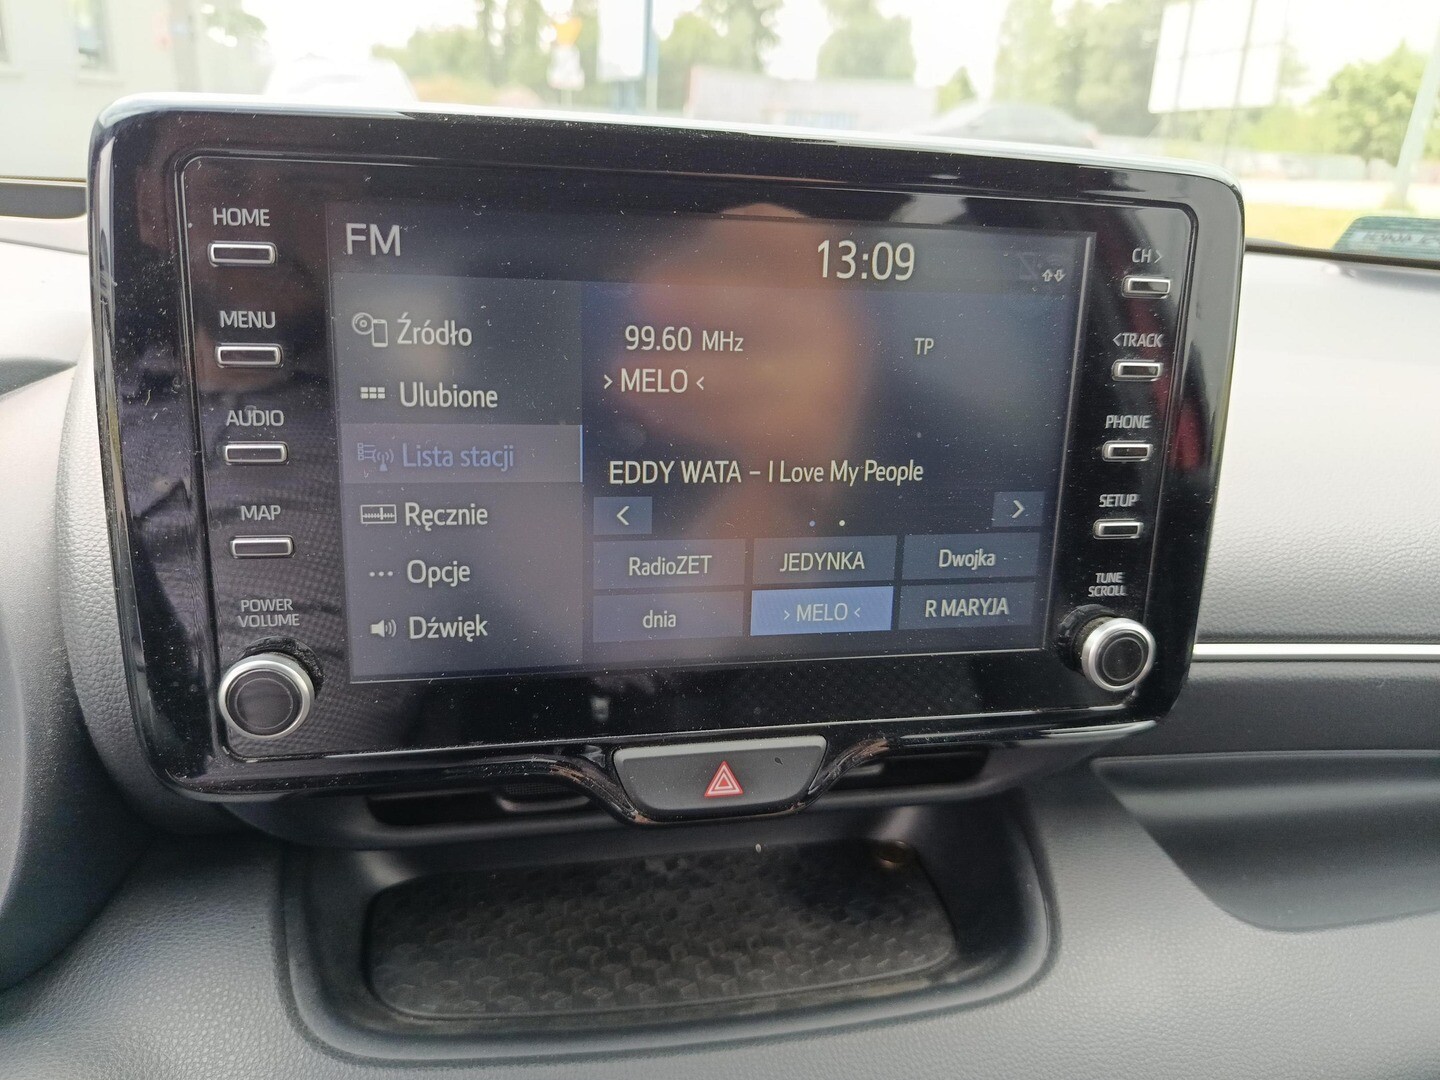 HOME
MENU
AUDIO
MAP
POWER
VOLUME
FM
13:09
Źródło
Ulubione
Lista stacji
Ręcznie
Opcje
Dźwięk
99.60 MHz
TP
> MELO <
EDDY WATA – I Love My People
<
>
RadioZET
JEDYNKA
Dwojka
dnia
> MELO <
R MARYJA
CH >
< TRACK
PHONE
SETUP
TUNE
SCROLL